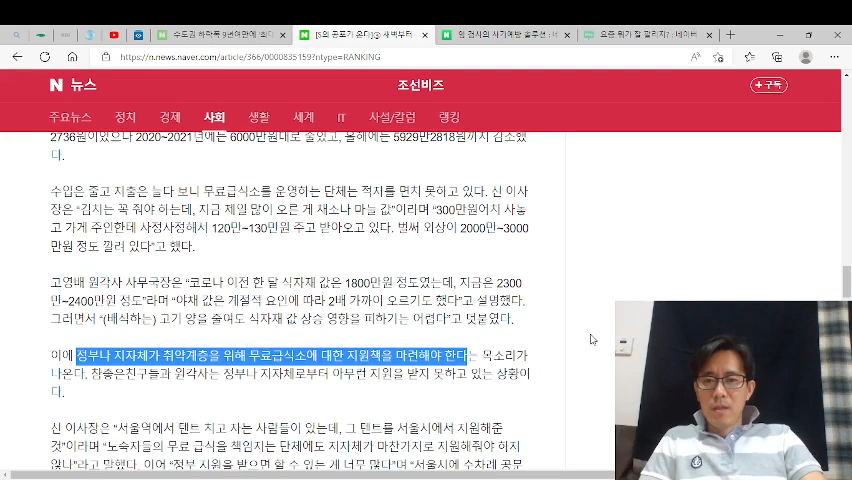 수도권 하락폭 9년여만에 '최다
[S의 공포가 온다]③ 새벽부터
임 검사의 사기예방 솔루션 : 네
요즘 뭐가 잘 팔리지? : 네이버
https://n.news.naver.com/article/366/0000835159?ntype=RANKING
N 뉴스
조선비즈
+ 구독
주요뉴스 정치 경제 사회 생활 세계 IT 사설/칼럼 랭킹
2736원이었으나 2020~2021년에는 6000만원대로 줄었고, 올해에는 5929만2818원까지 감소했
다.
수입은 줄고 지출은 늘다 보니 무료급식소를 운영하는 단체는 적자를 면치 못하고 있다. 신 이사
장은 “김치는 꼭 줘야 하는데, 지금 제일 많이 오른 게 채소나 마늘 값”이라며 “300만원어치 사놓
고 가게 주인한테 사정사정해서 120만~130만원 주고 받아오고 있다. 벌써 외상이 2000만~3000
만원 정도 깔려 있다”고 했다.
고영배 원각사 사무국장은 “코로나 이전 한 달 식자재 값은 1800만원 정도였는데, 지금은 2300
만~2400만원 정도”라며 “야채 값은 계절적 요인에 따라 2배 가까이 오르기도 했다”고 설명했다.
그러면서 “(배식하는) 고기 양을 줄여도 식자재 값 상승 영향을 피하기는 어렵다”고 덧붙였다.
이에 정부나 지자체가 취약계층을 위해 무료급식소에 대한 지원책을 마련해야 한다는 목소리가
나온다. 참좋은친구들과 원각사는 정부나 지자체로부터 아무런 지원을 받지 못하고 있는 상황이
다.
신 이사장은 “서울역에서 텐트 치고 자는 사람들이 있는데, 그 텐트를 서울시에서 지원해준
것”이라며 “노숙자들의 무료 급식을 책임지는 단체에도 지자체가 마찬가지로 지원해줘야 하지
않나”라고 말했다. 이어 “정부 지원을 받으면 할 수 있는 게 너무 많다”며 “서울시에 수차례 공문